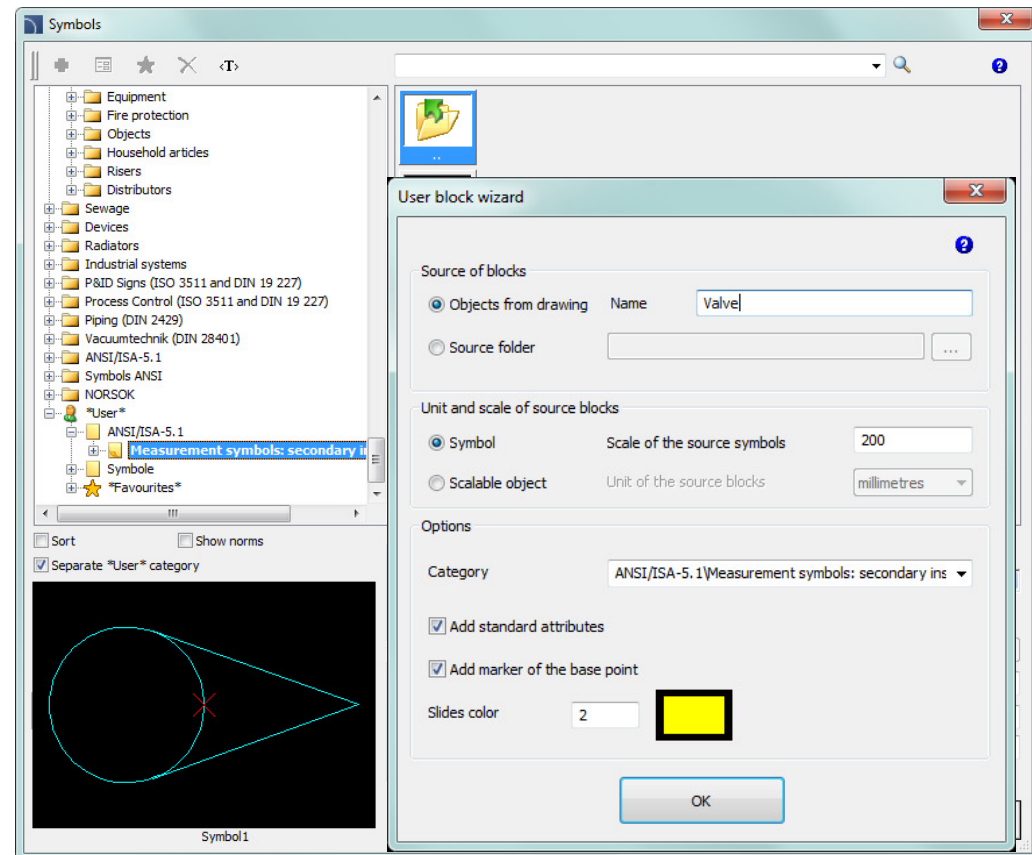 Symbols
<T>
Equipment
Fire protection
Objects
Household articles
Risers
Distributors
Sewage
Devices
Radiators
Industrial systems
P&ID Signs (ISO 3511 and DIN 19 227)
Process Control (ISO 3511 and DIN 19 227)
Piping (DIN 2429)
Vacuumtechnik (DIN 28401)
ANSI/ISA-5.1
Symbols ANSI
NORSOK
*User*
ANSI/ISA-5.1
Measurement symbols: secondary i
Symbole
*Favourites*
Sort Show norms
Separate *User* category
Symbol1
..
User block wizard
Source of blocks
Objects from drawing Name Valve
Source folder ...
Unit and scale of source blocks
Symbol Scale of the source symbols 200
Scalable object Unit of the source blocks millimetres
Options
Category ANSI/ISA-5.1\Measurement symbols: secondary ins
Add standard attributes
Add marker of the base point
Slides color 2
OK